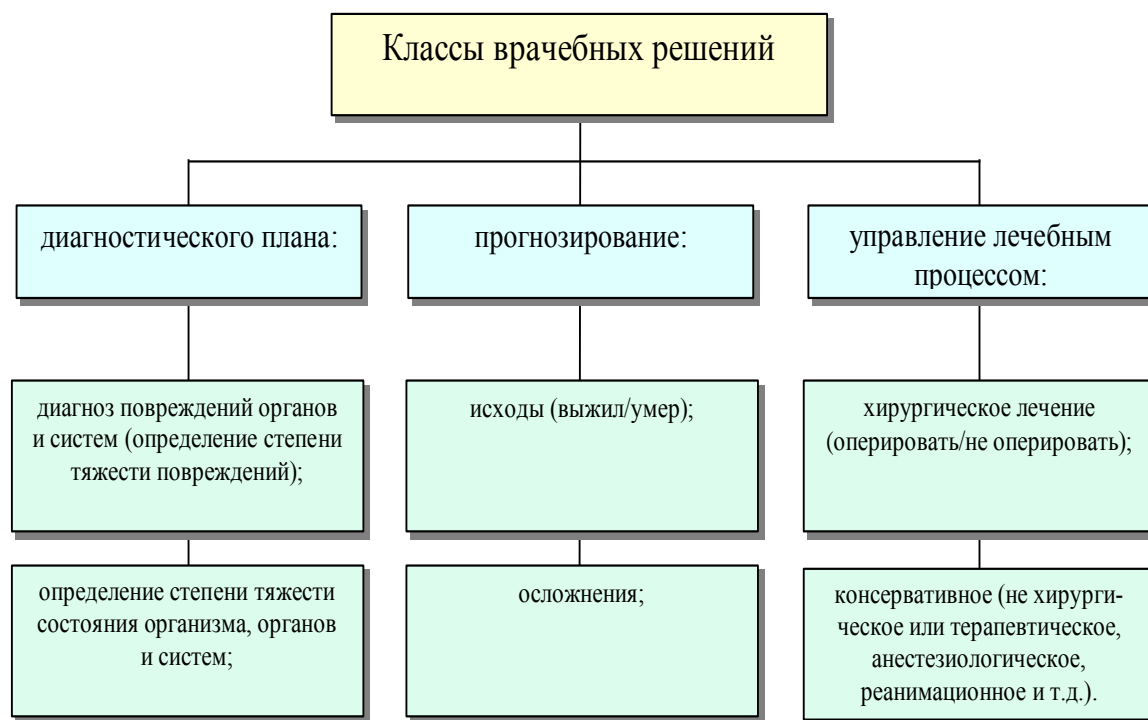 Классы врачебных решений
диагностического плана:
прогнозирование:
управление лечебным
процессом:
диагноз повреждений органов
и систем (определение степени
тяжести повреждений);
исходы (выжил/умер);
хирургическое лечение
(оперировать/не оперировать);
определение степени тяжести
состояния организма, органов
и систем;
осложнения;
консервативное (не хирурги-
ческое или терапевтическое,
анестезиологическое,
реанимационное и т.д.).